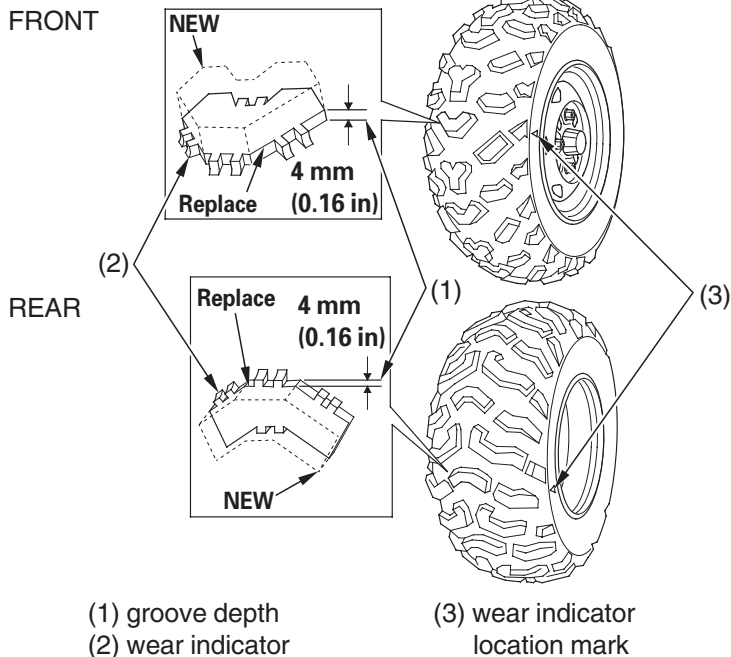 FRONT
NEW
Replace
4 mm
(0.16 in)
(2)
(1)
(3)
REAR
Replace
4 mm
(0.16 in)
NEW
(1) groove depth
(2) wear indicator
(3) wear indicator
location mark